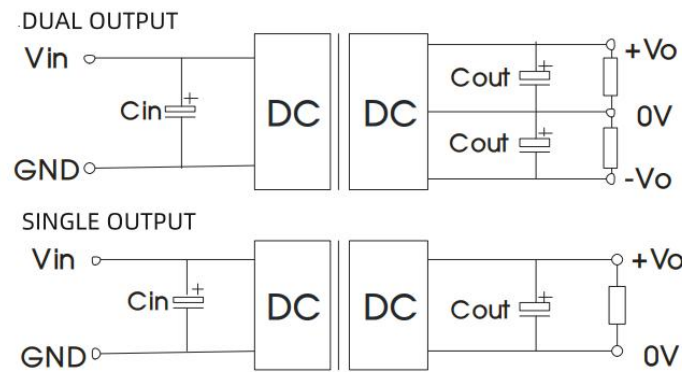 DUAL OUTPUT
Vin
Cin
+
GND
DC
DC
Cout
+
Cout
+
+Vo
0V
-Vo
SINGLE OUTPUT
Vin
Cin
+
GND
DC
DC
Cout
+
+Vo
0V